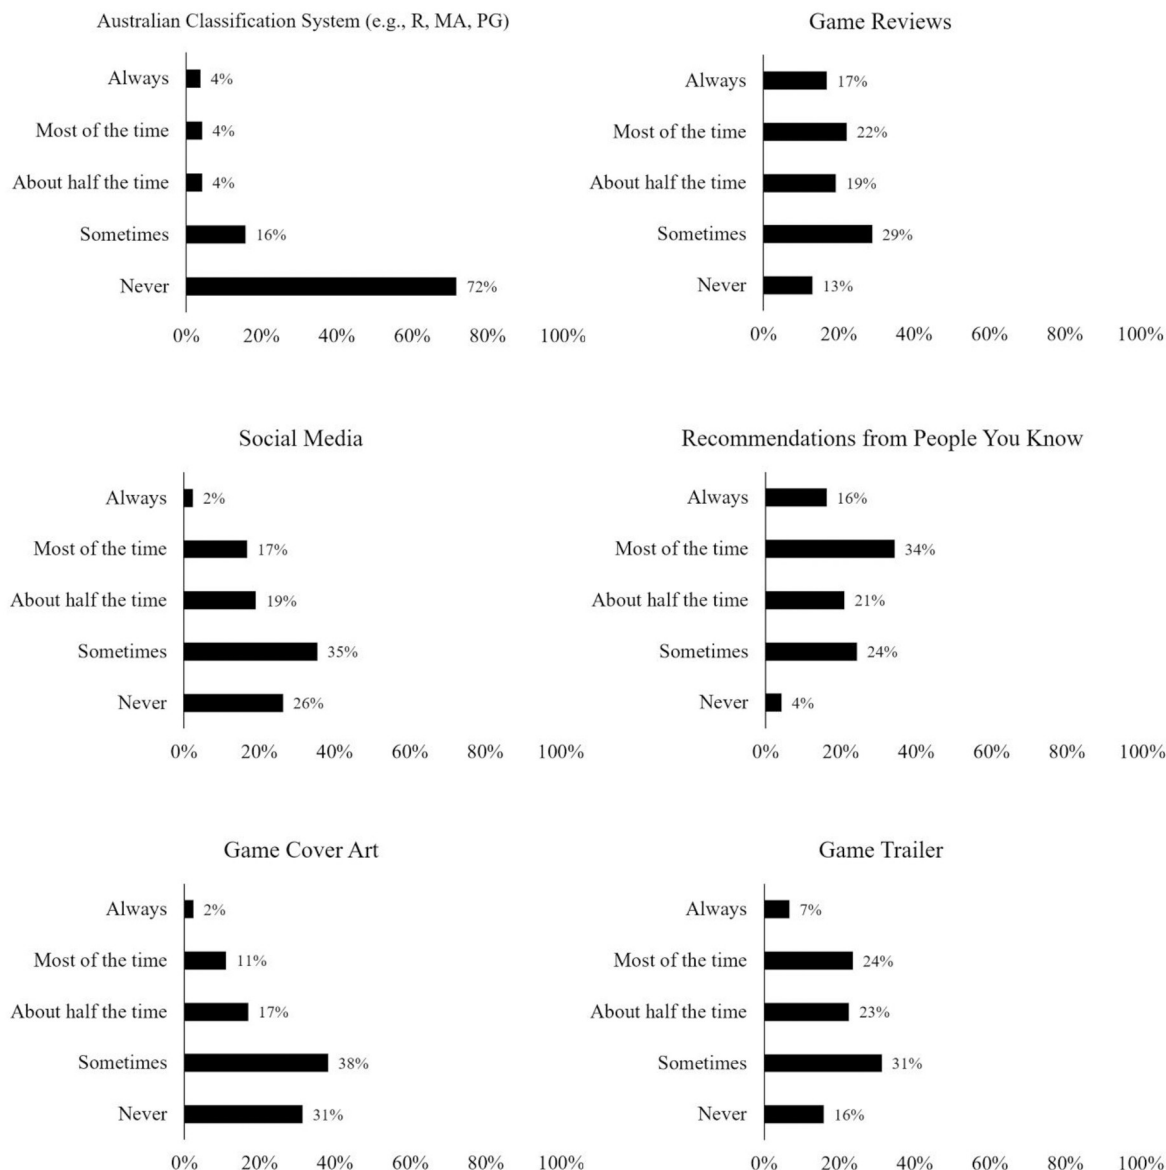 Australian Classification System (e.g., R, MA, PG)
Always 4%
Most of the time 4%
About half the time 4%
Sometimes 16%
Never 72%
0% 20% 40% 60% 80% 100%
Game Reviews
Always 17%
Most of the time 22%
About half the time 19%
Sometimes 29%
Never 13%
0% 20% 40% 60% 80% 100%
Social Media
Always 2%
Most of the time 17%
About half the time 19%
Sometimes 35%
Never 26%
0% 20% 40% 60% 80% 100%
Recommendations from People You Know
Always 16%
Most of the time 34%
About half the time 21%
Sometimes 24%
Never 4%
0% 20% 40% 60% 80% 100%
Game Cover Art
Always 2%
Most of the time 11%
About half the time 17%
Sometimes 38%
Never 31%
0% 20% 40% 60% 80% 100%
Game Trailer
Always 7%
Most of the time 24%
About half the time 23%
Sometimes 31%
Never 16%
0% 20% 40% 60% 80% 100%